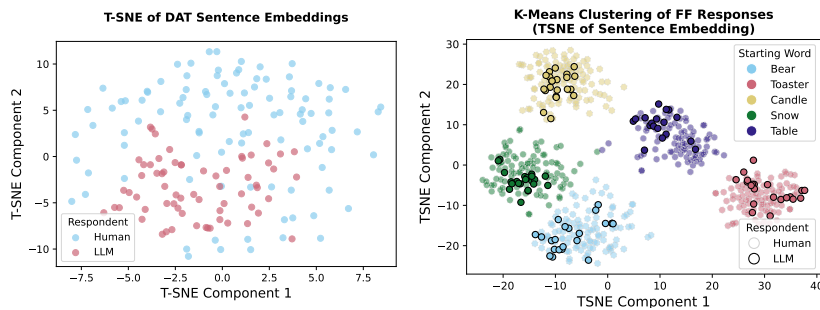 T-SNE of DAT Sentence Embeddings
T-SNE Component 2
10
5
0
−5
−10
Respondent
Human
LLM
−7.5 −5.0 −2.5 0.0 2.5 5.0 7.5
T-SNE Component 1
K-Means Clustering of FF Responses
(TSNE of Sentence Embedding)
TSNE Component 2
30
20
10
0
−10
−20
Starting Word
Bear
Toaster
Candle
Snow
Table
Respondent
Human
LLM
−20 −10 0 10 20 30 40
TSNE Component 1